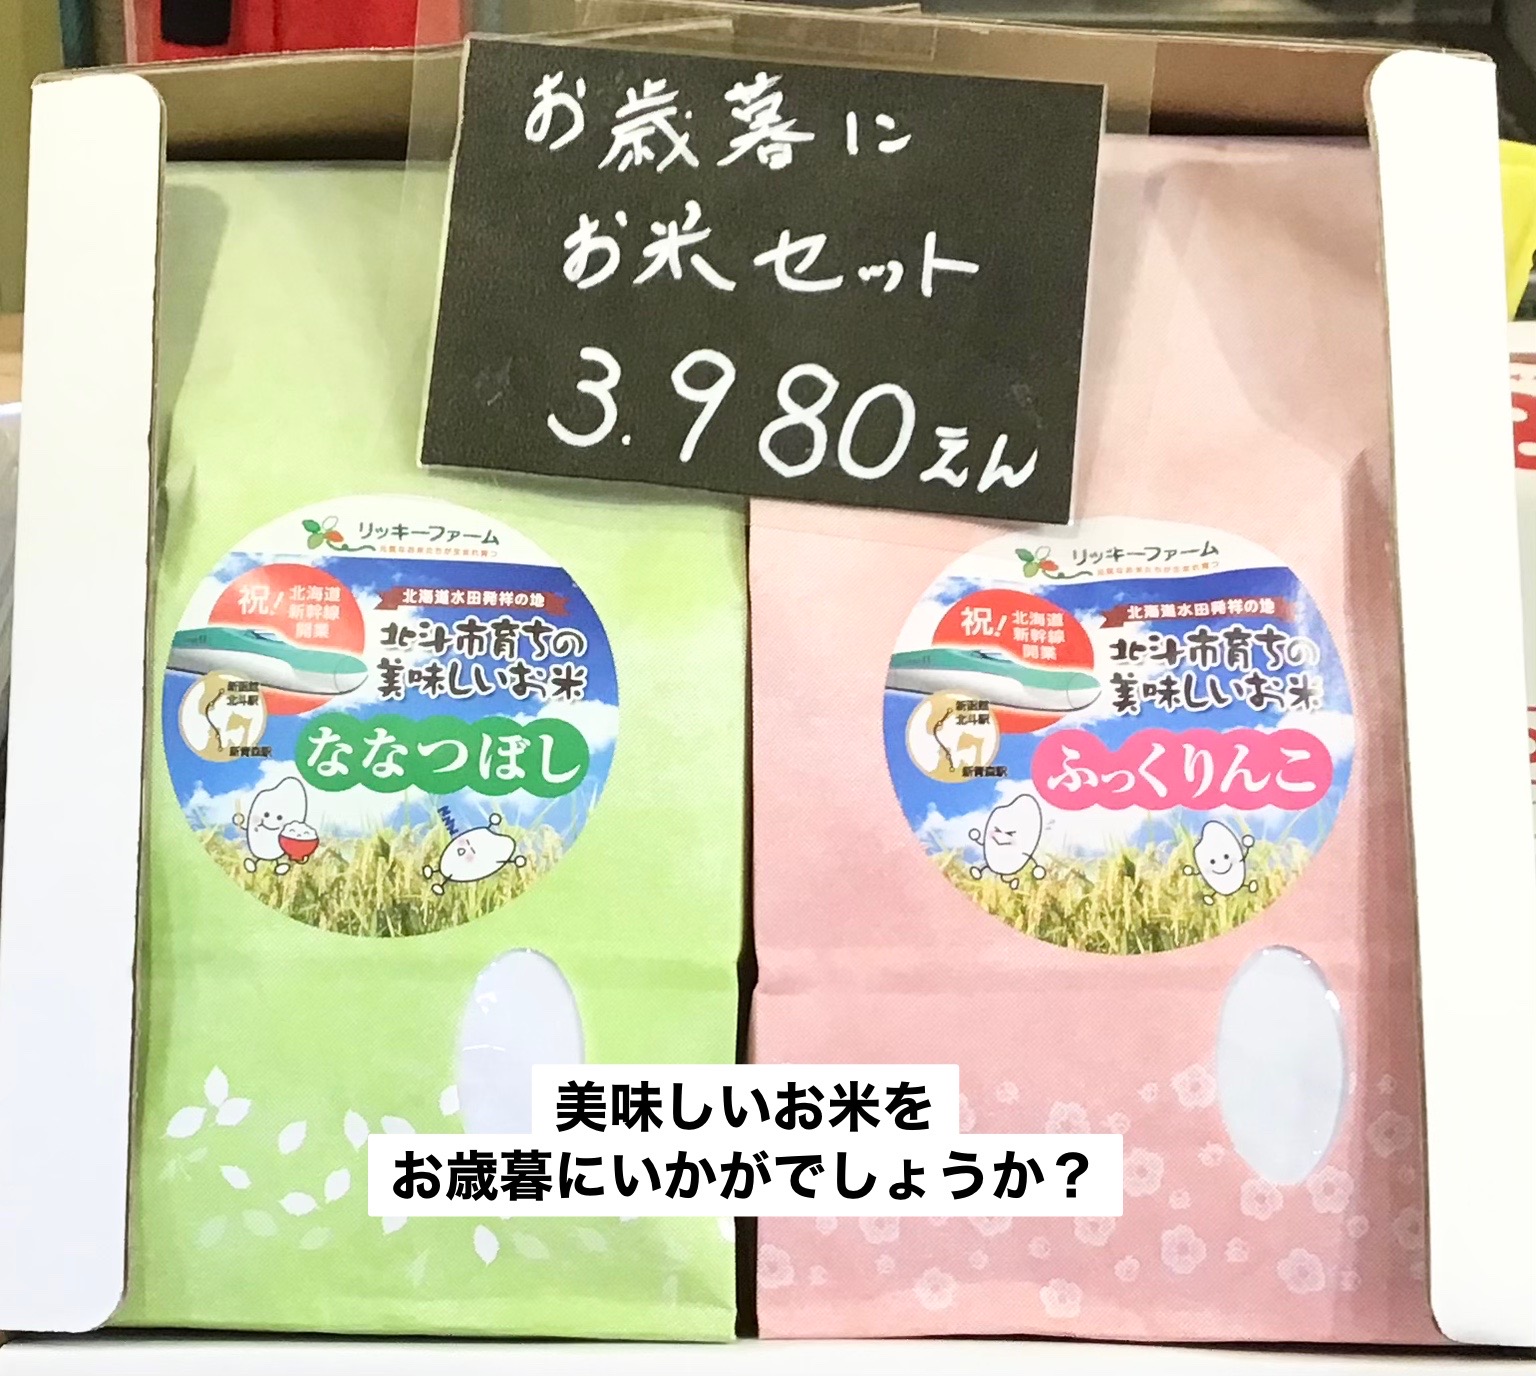 お歳暮に
お米セット
3.980えん
リッキーファーム
祝!
北海道
新幹線
開業
北海道水田発祥の地
北斗市育ちの
美味しいお米
新函館
北斗駅
新青森駅
ななつぼし
リッキーファーム
祝!
北海道
新幹線
開業
北海道水田発祥の地
北斗市育ちの
美味しいお米
新函館
北斗駅
新青森駅
ふっくりんこ
美味しいお米を
お歳暮にいかがでしょうか？